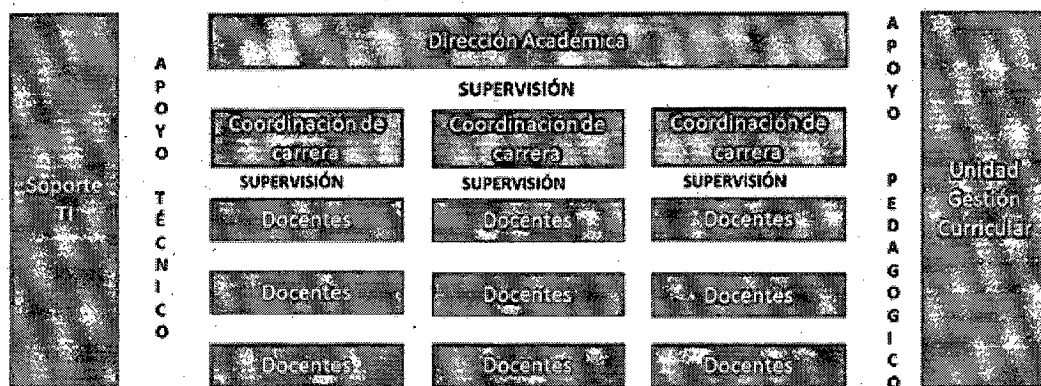 Soporte
TI
APOYO TÉCNICO
Dirección Academica
SUPERVISIÓN
Coordinación de
carrera
Coordinación de
carrera
Coordinación de
carrera
SUPERVISIÓN
SUPERVISIÓN
SUPERVISIÓN
Docentes
Docentes
Docentes
Docentes
Docentes
Docentes
Docentes
Docentes
Docentes
APOYO PEDAGOGICO
Unidad
Gestión
Curricular